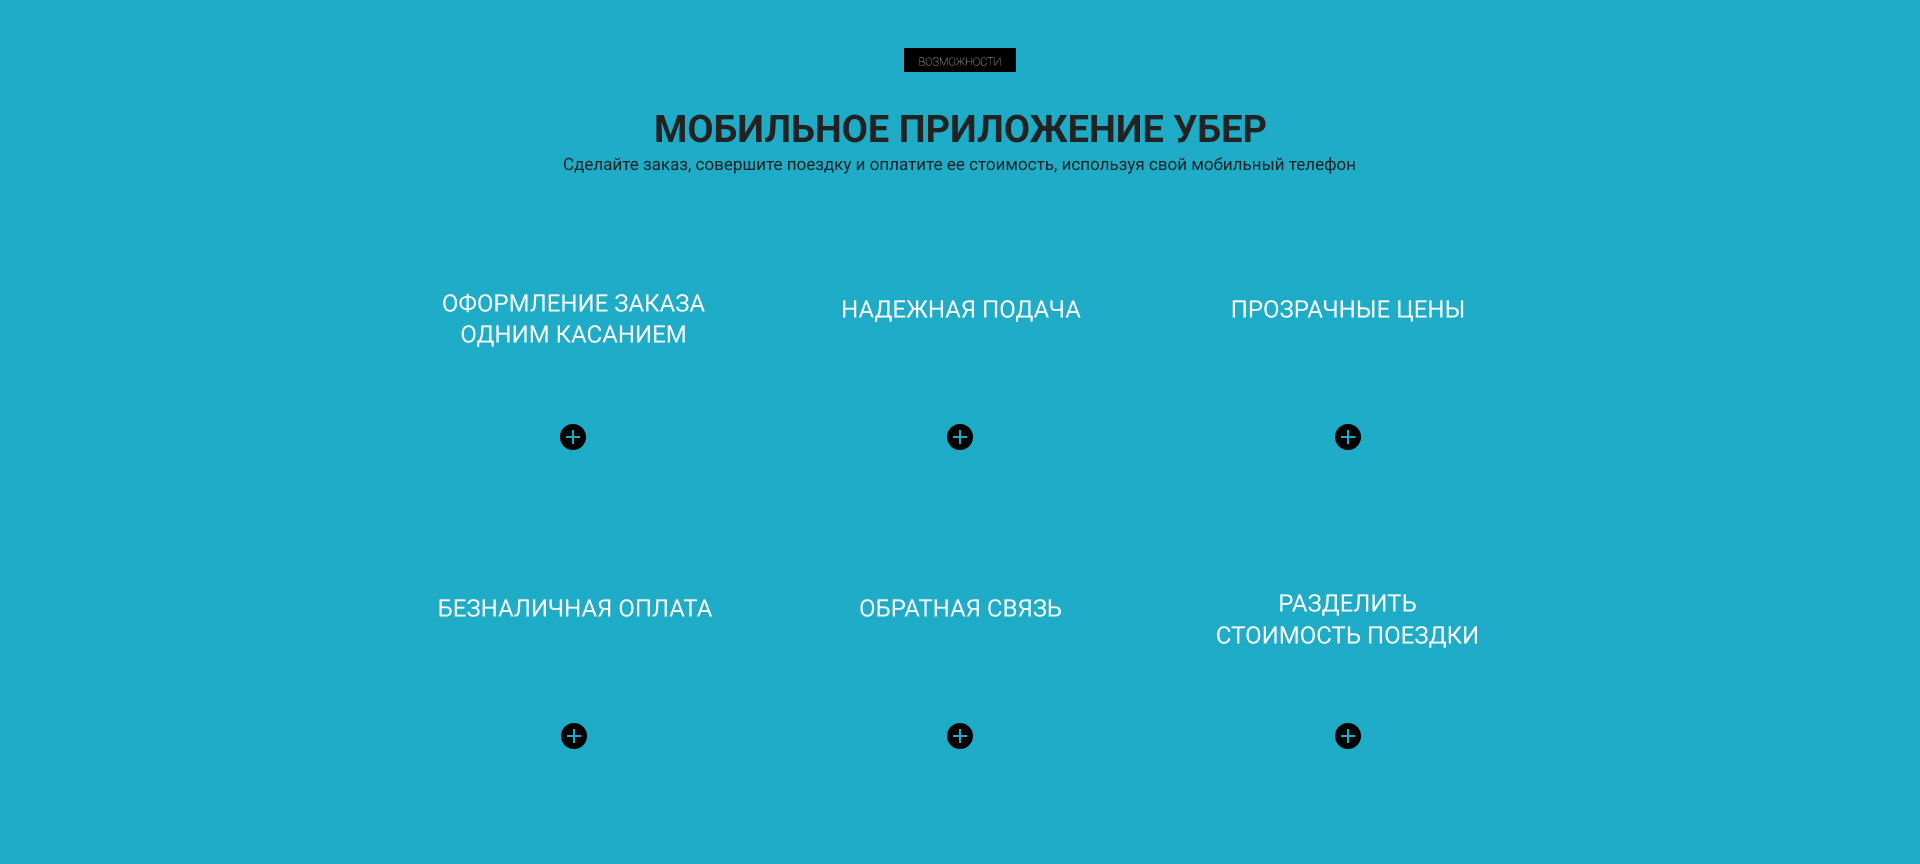 ВОЗМОЖНОСТИ
МОБИЛЬНОЕ ПРИЛОЖЕНИЕ УБЕР
Сделайте заказ, совершите поездку и оплатите ее стоимость, используя свой мобильный телефон
ОФОРМЛЕНИЕ ЗАКАЗА
ОДНИМ КАСАНИЕМ
НАДЕЖНАЯ ПОДАЧА
ПРОЗРАЧНЫЕ ЦЕНЫ
БЕЗНАЛИЧНАЯ ОПЛАТА
ОБРАТНАЯ СВЯЗЬ
РАЗДЕЛИТЬ
СТОИМОСТЬ ПОЕЗДКИ